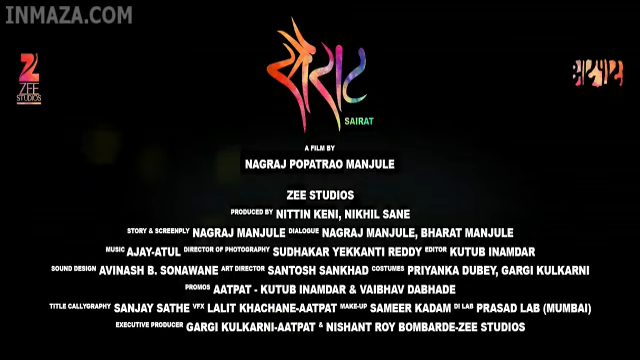 INMAZA.COM
Z
ZEE
STUDIOS
सैराट
SAIRAT
आटपाट
A FILM BY
NAGRAJ POPATRAO MANJULE
ZEE STUDIOS
PRODUCED BY NITTIN KENI, NIKHIL SANE
STORY & SCREENPLY NAGRAJ MANJULE DIALOGUE NAGRAJ MANJULE, BHARAT MANJULE
MUSIC AJAY-ATUL DIRECTOR OF PHOTOGRAPHY SUDHAKAR YEKKANTI REDDY EDITOR KUTUB INAMDAR
SOUND DESIGN AVINASH B. SONAWANE ART DIRECTOR SANTOSH SANKHAD COSTUMES PRIYANKA DUBEY, GARGI KULKARNI
PROMOS AATPAT - KUTUB INAMDAR & VAIBHAV DABHADE
TITLE CALLYGRAPHY SANJAY SATHE VFX LALIT KHACHANE-AATPAT MAKE-UP SAMEER KADAM DI LAB PRASAD LAB (MUMBAI)
EXECUTIVE PRODUCER GARGI KULKARNI-AATPAT & NISHANT ROY BOMBARDE-ZEE STUDIOS